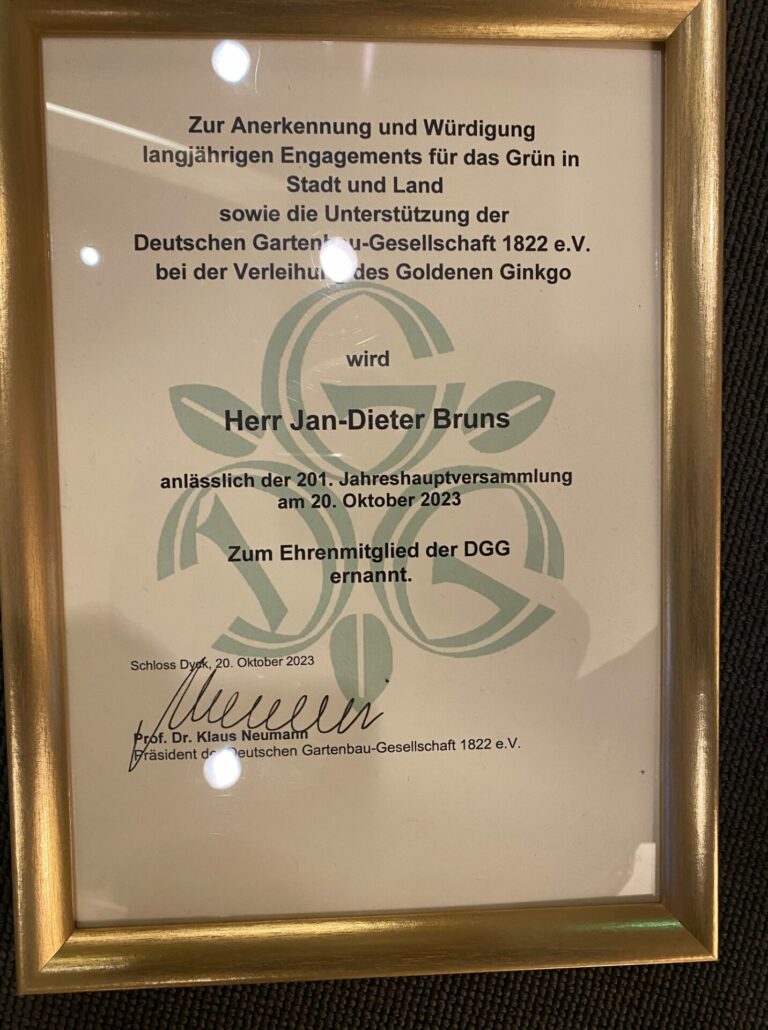 Zur Anerkennung und Würdigung
langjährigen Engagements für das Grün in
Stadt und Land
sowie die Unterstützung der
Deutschen Gartenbau-Gesellschaft 1822 e.V.
bei der Verleihung des Goldenen Ginkgo
wird
Herr Jan-Dieter Bruns
anlässlich der 201. Jahreshauptversammlung
am 20. Oktober 2023
Zum Ehrenmitglied der DGG
ernannt.
DGG
Schloss Dyck, 20. Oktober 2023
Prof. Dr. Klaus Neumann
Präsident der Deutschen Gartenbau-Gesellschaft 1822 e.V.